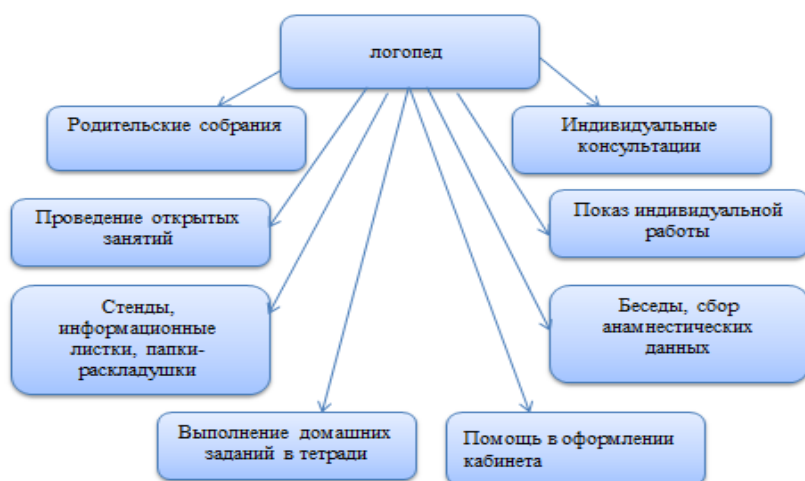 логопед
Родительские собрания
Индивидуальные
консультации
Проведение открытых
занятий
Показ индивидуальной
работы
Стенды,
информационные
листки, папки-
раскладушки
Беседы, сбор
анамнестических
данных
Выполнение домашних
заданий в тетради
Помощь в оформлении
кабинета